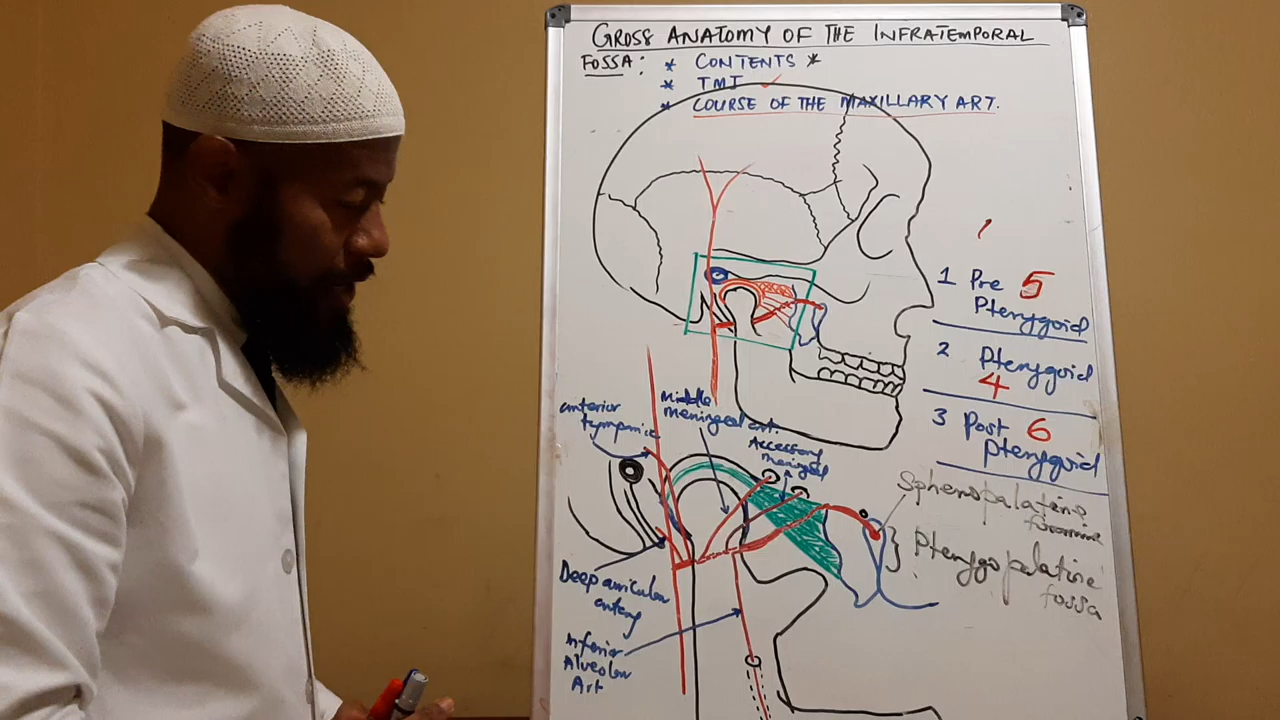 GROSS ANATOMY OF THE INFRATEMPORAL
FOSSA: * CONTENTS *
* TMJ
* COURSE OF THE MAXILLARY ART.
1 Pre 5
Pterygoid
2 Pterygoid
4
3 Post 6
pterygoid
anterior
tympanic
Middle
meningeal art.
Accessory
meningeal
Sphenopalatine
foramina
Pterygopalatine
fossa
Deep auricular
artery
Inferior
Alveolar
Art